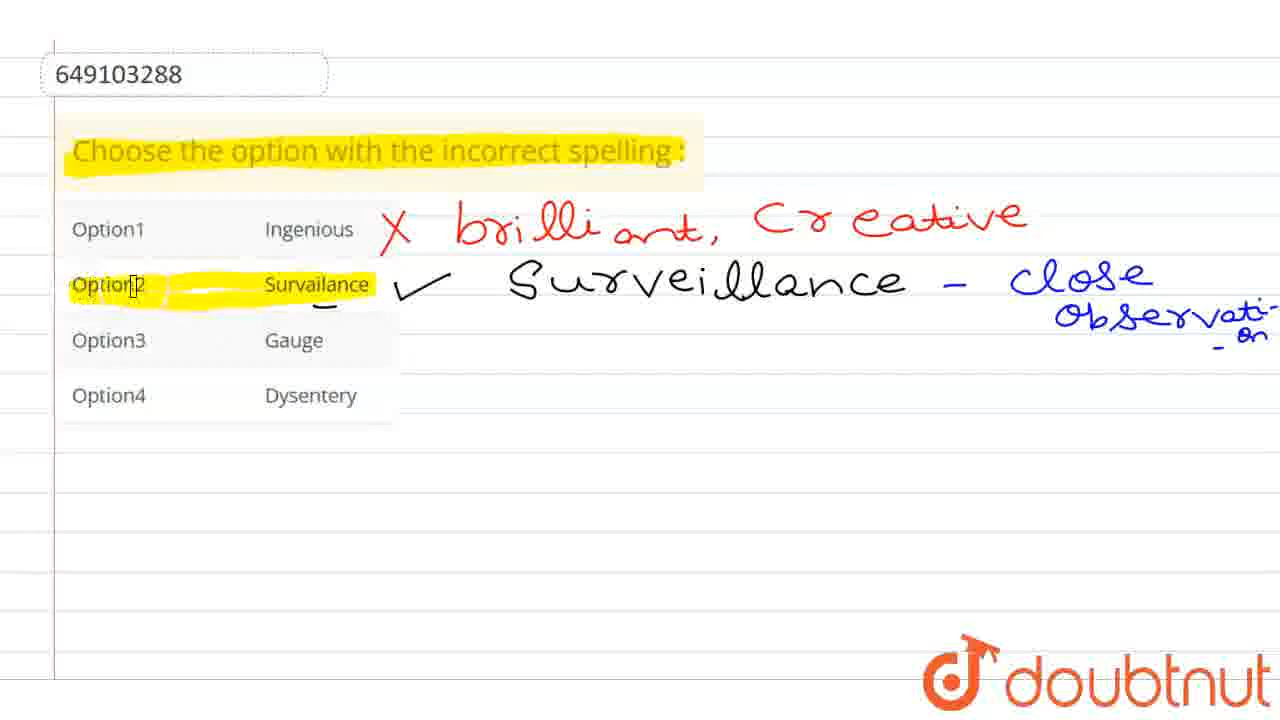 649103288
Choose the option with the incorrect spelling :
Option1 Ingenious X brilliant, Creative
Option2 Survailance ✓ Surveillance - close
observati-
- on
Option3 Gauge
Option4 Dysentery
doubtnut